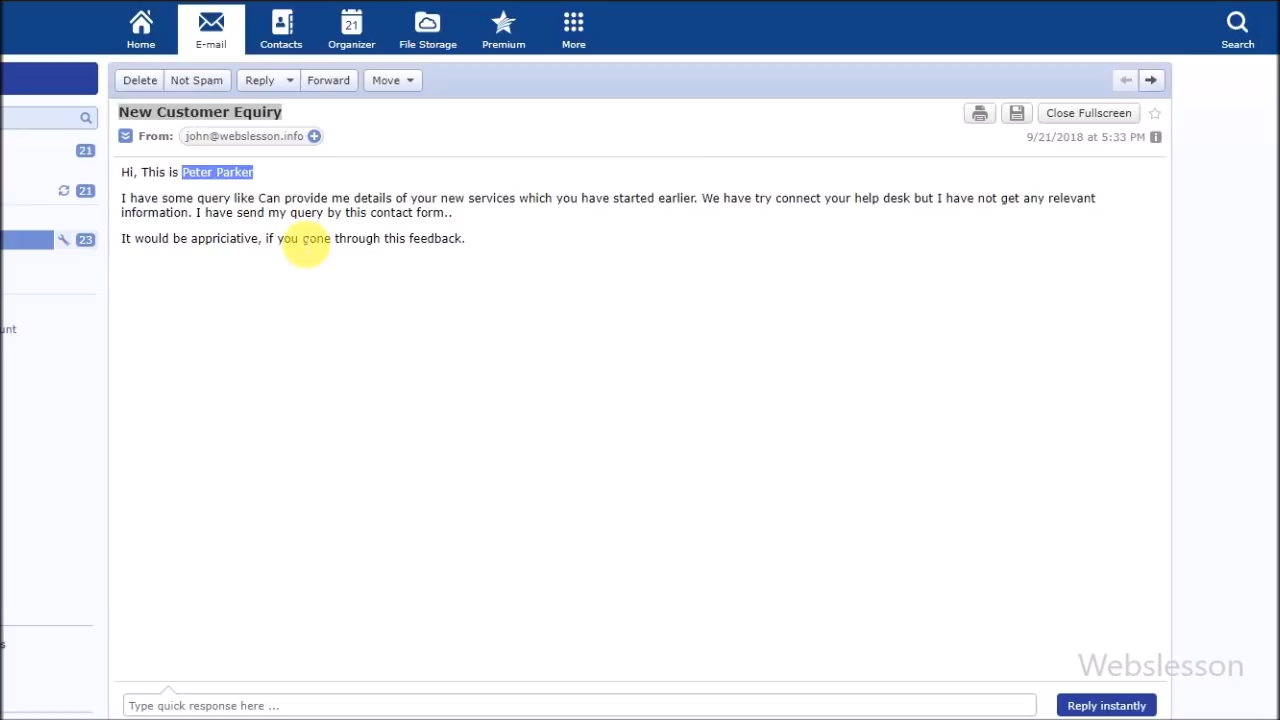 Home
E-mail
Contacts
21
Organizer
File Storage
Premium
More
Search
Delete
Not Spam
Reply
Forward
Move
New Customer Equiry
Close Fullscreen
21
From: john@webslesson.info
9/21/2018 at 5:33 PM
Hi, This is Peter Parker
21
I have some query like Can provide me details of your new services which you have started earlier. We have try connect your help desk but I have not get any relevant
information. I have send my query by this contact form..
23
It would be appriciative, if you gone through this feedback.
unt
s
Webslesson
Type quick response here ...
Reply instantly